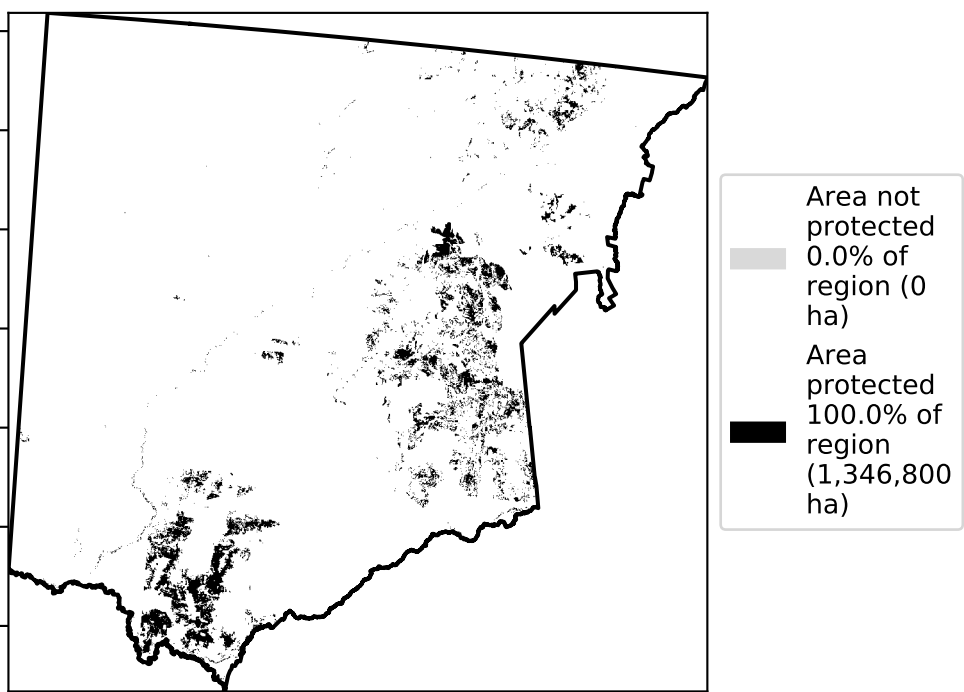 Area not
protected
0.0% of
region (0
ha)
Area
protected
100.0% of
region
(1,346,800
ha)